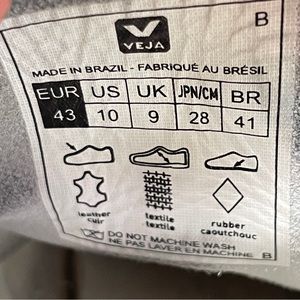 B
VEJA
MADE IN BRAZIL - FABRIQUÉ AU BRÉSIL
EUR US UK JPN/CM BR
43 10 9 28 41
leather textile rubber
cuir textile caoutchouc
DO NOT MACHINE WASH
NE PAS LAVER EN MACHINE B